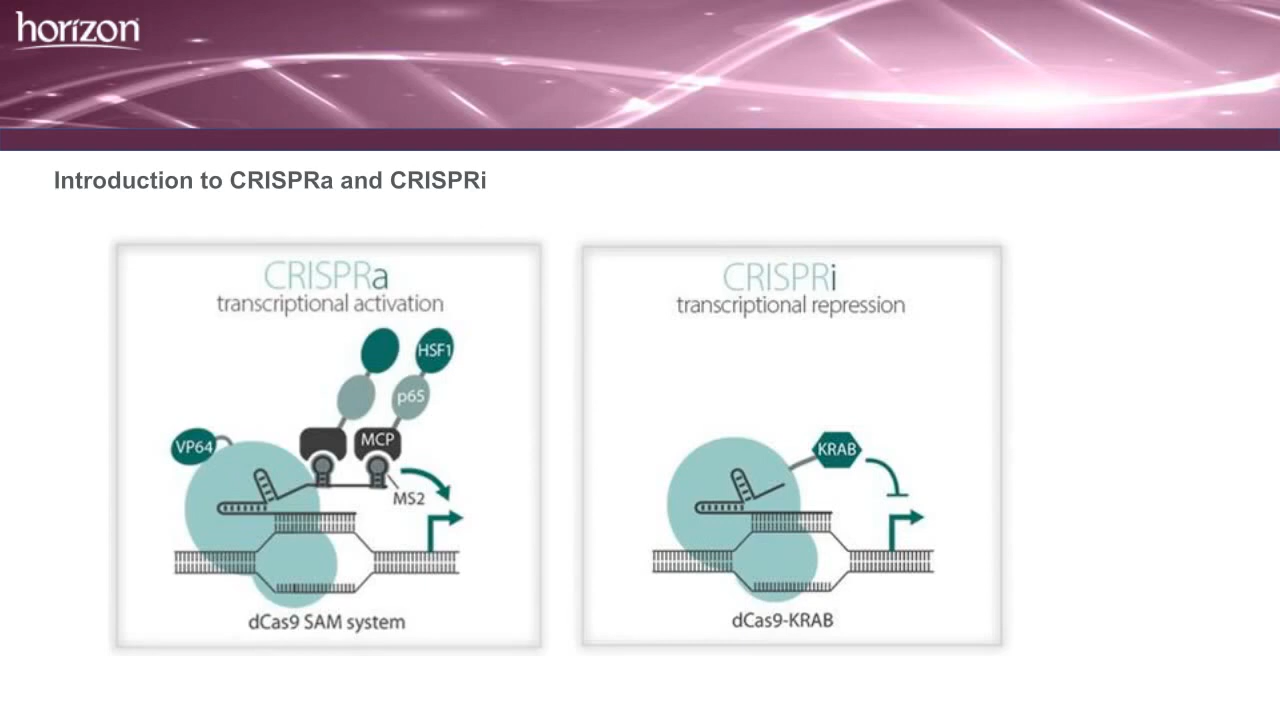 horizon
Introduction to CRISPRa and CRISPRi
CRISPRa
transcriptional activation
HSF1
p65
VP64
MCP
MS2
dCas9 SAM system
CRISPRi
transcriptional repression
KRAB
dCas9-KRAB